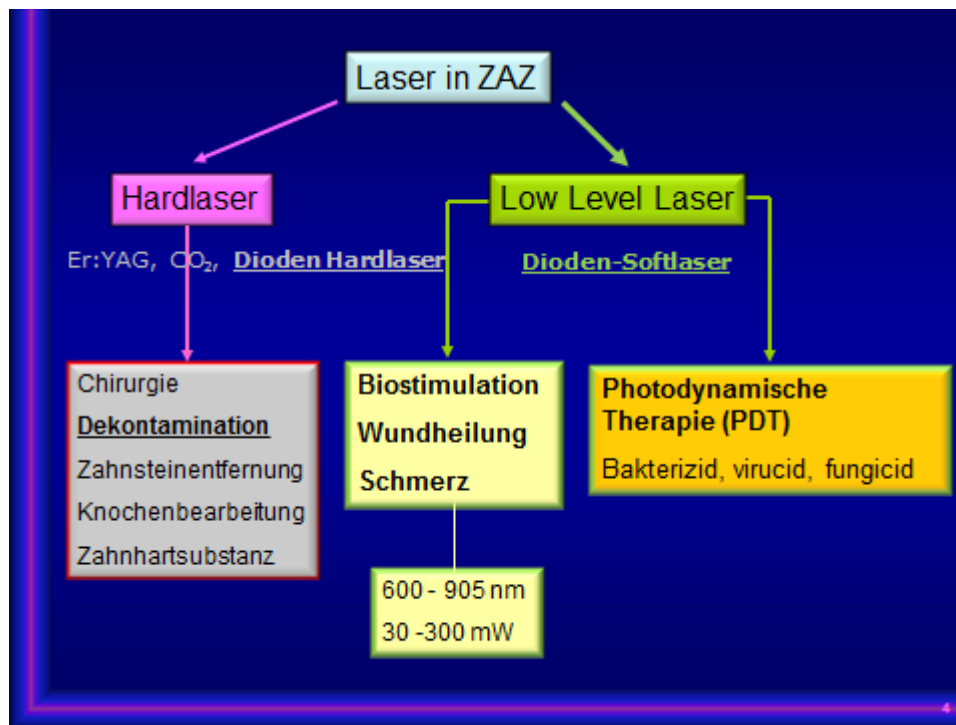 Laser in ZAZ
Hardlaser
Low Level Laser
Er:YAG, CO₂, Dioden Hardlaser
Dioden-Softlaser
Chirurgie
Dekontamination
Zahnsteinentfernung
Knochenbearbeitung
Zahnhartsubstanz
Biostimulation
Wundheilung
Schmerz
Photodynamische
Therapie (PDT)
Bakterizid, virucid, fungicid
600 - 905 nm
30 -300 mW
4